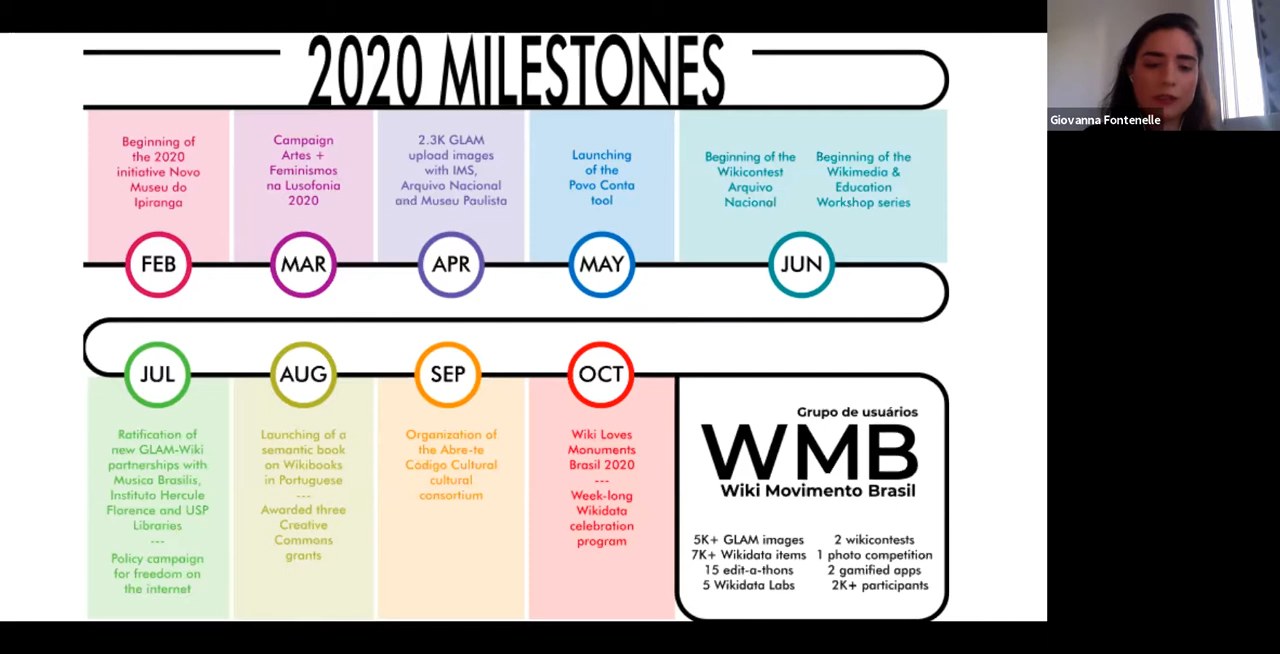 2020 MILESTONES
Giovanna Fontenelle
Beginning of
the 2020
initiative Novo
Museu do
Ipiranga
FEB
Campaign
Artes +
Feminismos
na Lusofonia
2020
MAR
2.3K GLAM
upload images
with IMS,
Arquivo Nacional
and Museu Paulista
APR
Launching
of the
Povo Conta
tool
MAY
Beginning of the
Wikicontest
Arquivo
Nacional
Beginning of the
Wikimedia &
Education
Workshop series
JUN
JUL
Ratification of
new GLAM-Wiki
partnerships with
Musica Brasilis,
Instituto Hercule
Florence and USP
Libraries
---
Policy campaign
for freedom on
the internet
AUG
Launching of a
semantic book
on Wikibooks
in Portuguese
---
Awarded three
Creative
Commons
grants
SEP
Organization of
the Abre-te
Código Cultural
cultural
consortium
OCT
Wiki Loves
Monuments
Brasil 2020
---
Week-long
Wikidata
celebration
program
Grupo de usuários
WMB
Wiki Movimento Brasil
5K+ GLAM images
7K+ Wikidata items
15 edit-a-thons
5 Wikidata Labs
2 wikicontests
1 photo competition
2 gamified apps
2K+ participants